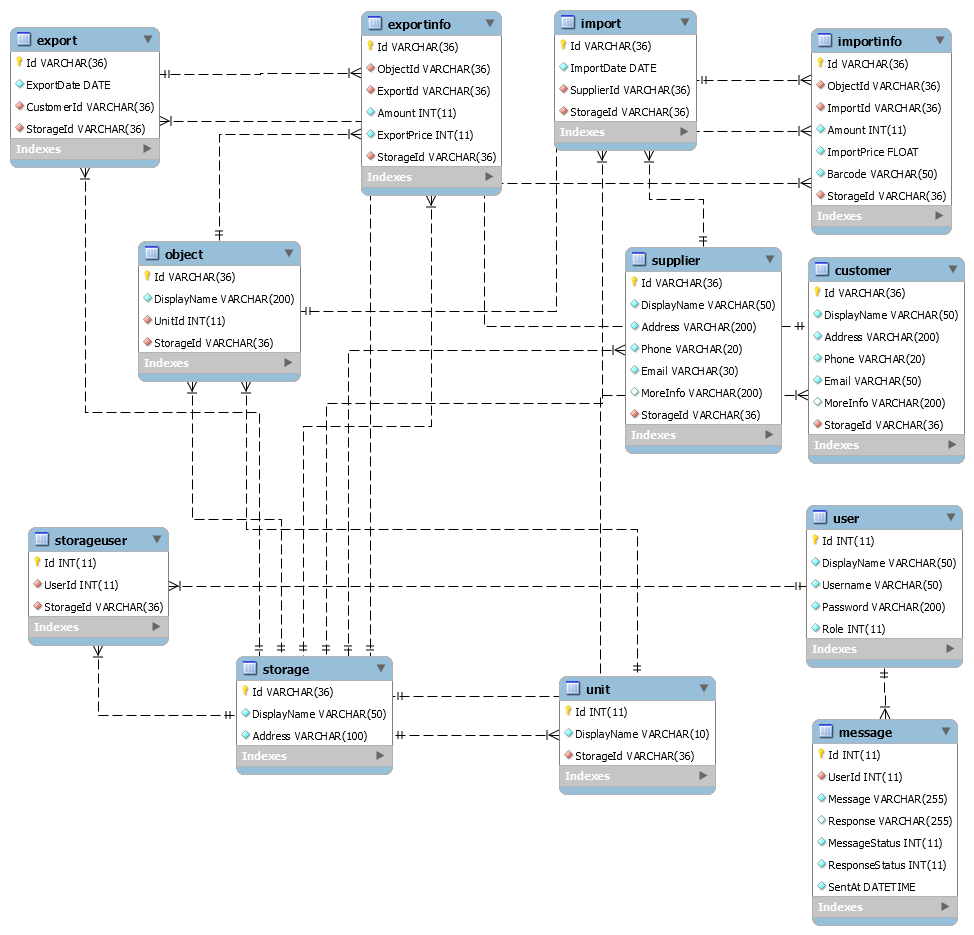 export
Id VARCHAR(36)
ExportDate DATE
CustomerId VARCHAR(36)
StorageId VARCHAR(36)
Indexes
exportinfo
Id VARCHAR(36)
ObjectId VARCHAR(36)
ExportId VARCHAR(36)
Amount INT(11)
ExportPrice INT(11)
StorageId VARCHAR(36)
Indexes
import
Id VARCHAR(36)
ImportDate DATE
SupplierId VARCHAR(36)
StorageId VARCHAR(36)
Indexes
importinfo
Id VARCHAR(36)
ObjectId VARCHAR(36)
ImportId VARCHAR(36)
Amount INT(11)
ImportPrice FLOAT
Barcode VARCHAR(50)
StorageId VARCHAR(36)
Indexes
object
Id VARCHAR(36)
DisplayName VARCHAR(200)
UnitId INT(11)
StorageId VARCHAR(36)
Indexes
supplier
Id VARCHAR(36)
DisplayName VARCHAR(50)
Address VARCHAR(200)
Phone VARCHAR(20)
Email VARCHAR(30)
MoreInfo VARCHAR(200)
StorageId VARCHAR(36)
Indexes
customer
Id VARCHAR(36)
DisplayName VARCHAR(50)
Address VARCHAR(200)
Phone VARCHAR(20)
Email VARCHAR(50)
MoreInfo VARCHAR(200)
StorageId VARCHAR(36)
Indexes
storageuser
Id INT(11)
UserId INT(11)
StorageId VARCHAR(36)
Indexes
user
Id INT(11)
DisplayName VARCHAR(50)
Username VARCHAR(50)
Password VARCHAR(200)
Role INT(11)
Indexes
storage
Id VARCHAR(36)
DisplayName VARCHAR(50)
Address VARCHAR(100)
Indexes
unit
Id INT(11)
DisplayName VARCHAR(10)
StorageId VARCHAR(36)
Indexes
message
Id INT(11)
UserId INT(11)
Message VARCHAR(255)
Response VARCHAR(255)
MessageStatus INT(11)
ResponseStatus INT(11)
SentAt DATETIME
Indexes